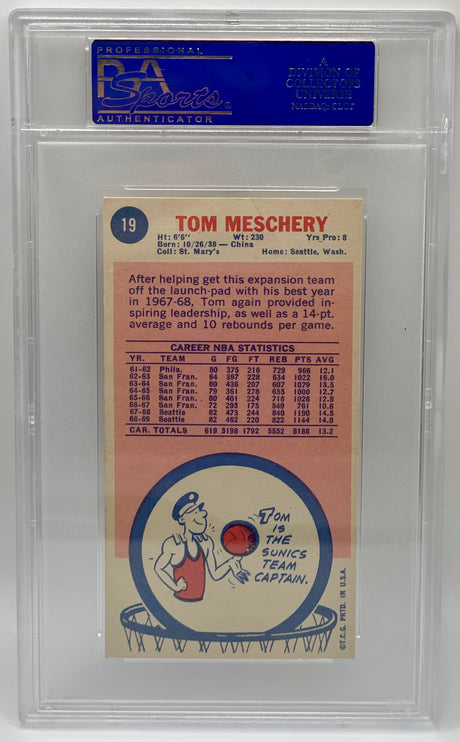 PROFESSIONAL
PSA
Sports
AUTHENTICATOR
A
DIVISION OF
COLLECTORS
UNIVERSE
NASDAQ: CLCT
19
TOM MESCHERY
Ht: 6'6" Wt: 230 Yrs Pro: 8
Born: 10/26/38 — China
Coll: St. Mary's Home: Seattle, Wash.
After helping get this expansion team
off the launch-pad with his best year
in 1967-68, Tom again provided in-
spiring leadership, as well as a 14-pt.
average and 10 rebounds per game.
CAREER NBA STATISTICS
YR. TEAM G FG FT REB PTS AVG
61-62 Phila. 80 375 216 729 966 12.1
62-63 San Fran. 64 397 228 634 1022 16.0
63-64 San Fran. 80 436 207 607 1079 13.5
64-65 San Fran. 79 361 278 655 1000 12.7
65-66 San Fran. 80 401 224 729 1026 12.8
66-67 San Fran. 72 293 175 549 761 10.6
67-68 Seattle 82 473 244 840 1190 14.5
68-69 Seattle 82 462 220 822 1144 14.0
CAR. TOTALS 619 3198 1792 5552 8188 13.2
TOM
IS THE
SUNICS
TEAM
CAPTAIN.
©T.C.G. PRTD. IN U.S.A.